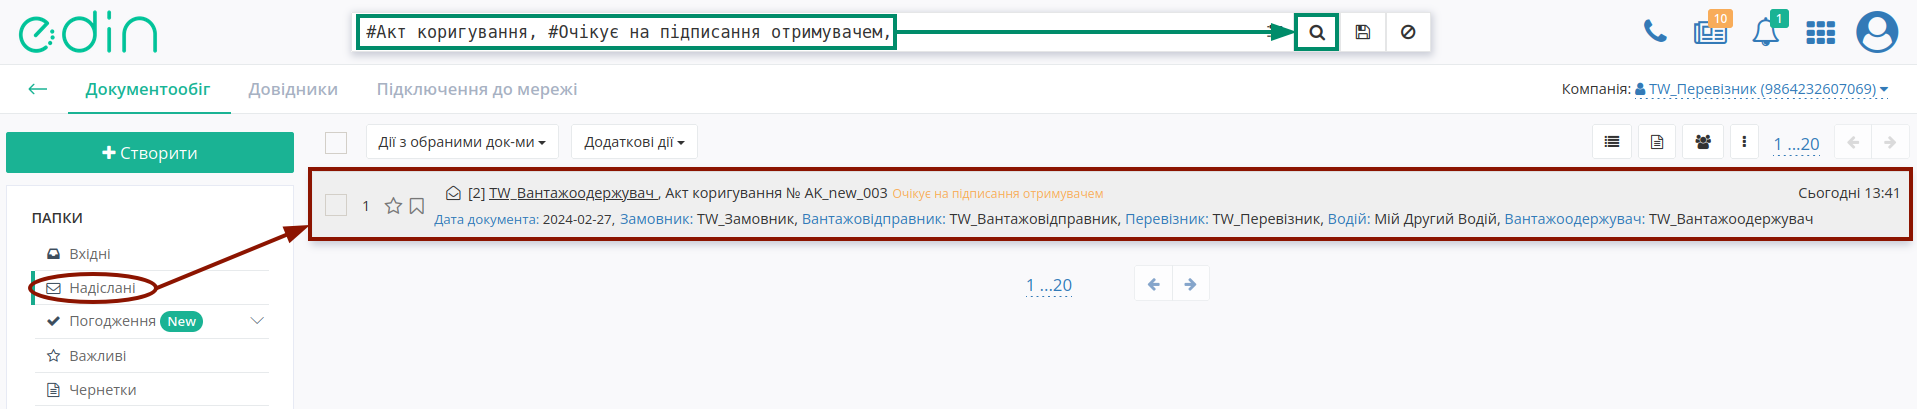 edin
#Акт коригування, #Очікує на підписання отримувачем,
10
1
Документообіг
Довідники
Підключення до мережі
Компанія: TW_Перевізник (9864232607069)
Створити
Дії з обраними док-ми
Додаткові дії
1 ...20
ПАПКИ
Вхідні
Надіслані
Погодження New
Важливі
Чернетки
1 [2] TW_Вантажоодержувач , Акт коригування № AK_new_003 Очікує на підписання отримувачем Сьогодні 13:41
Дата документа: 2024-02-27, Замовник: TW_Замовник, Вантажовідправник: TW_Вантажовідправник, Перевізник: TW_Перевізник, Водій: Мій Другий Водій, Вантажоодержувач: TW_Вантажоодержувач
1 ...20